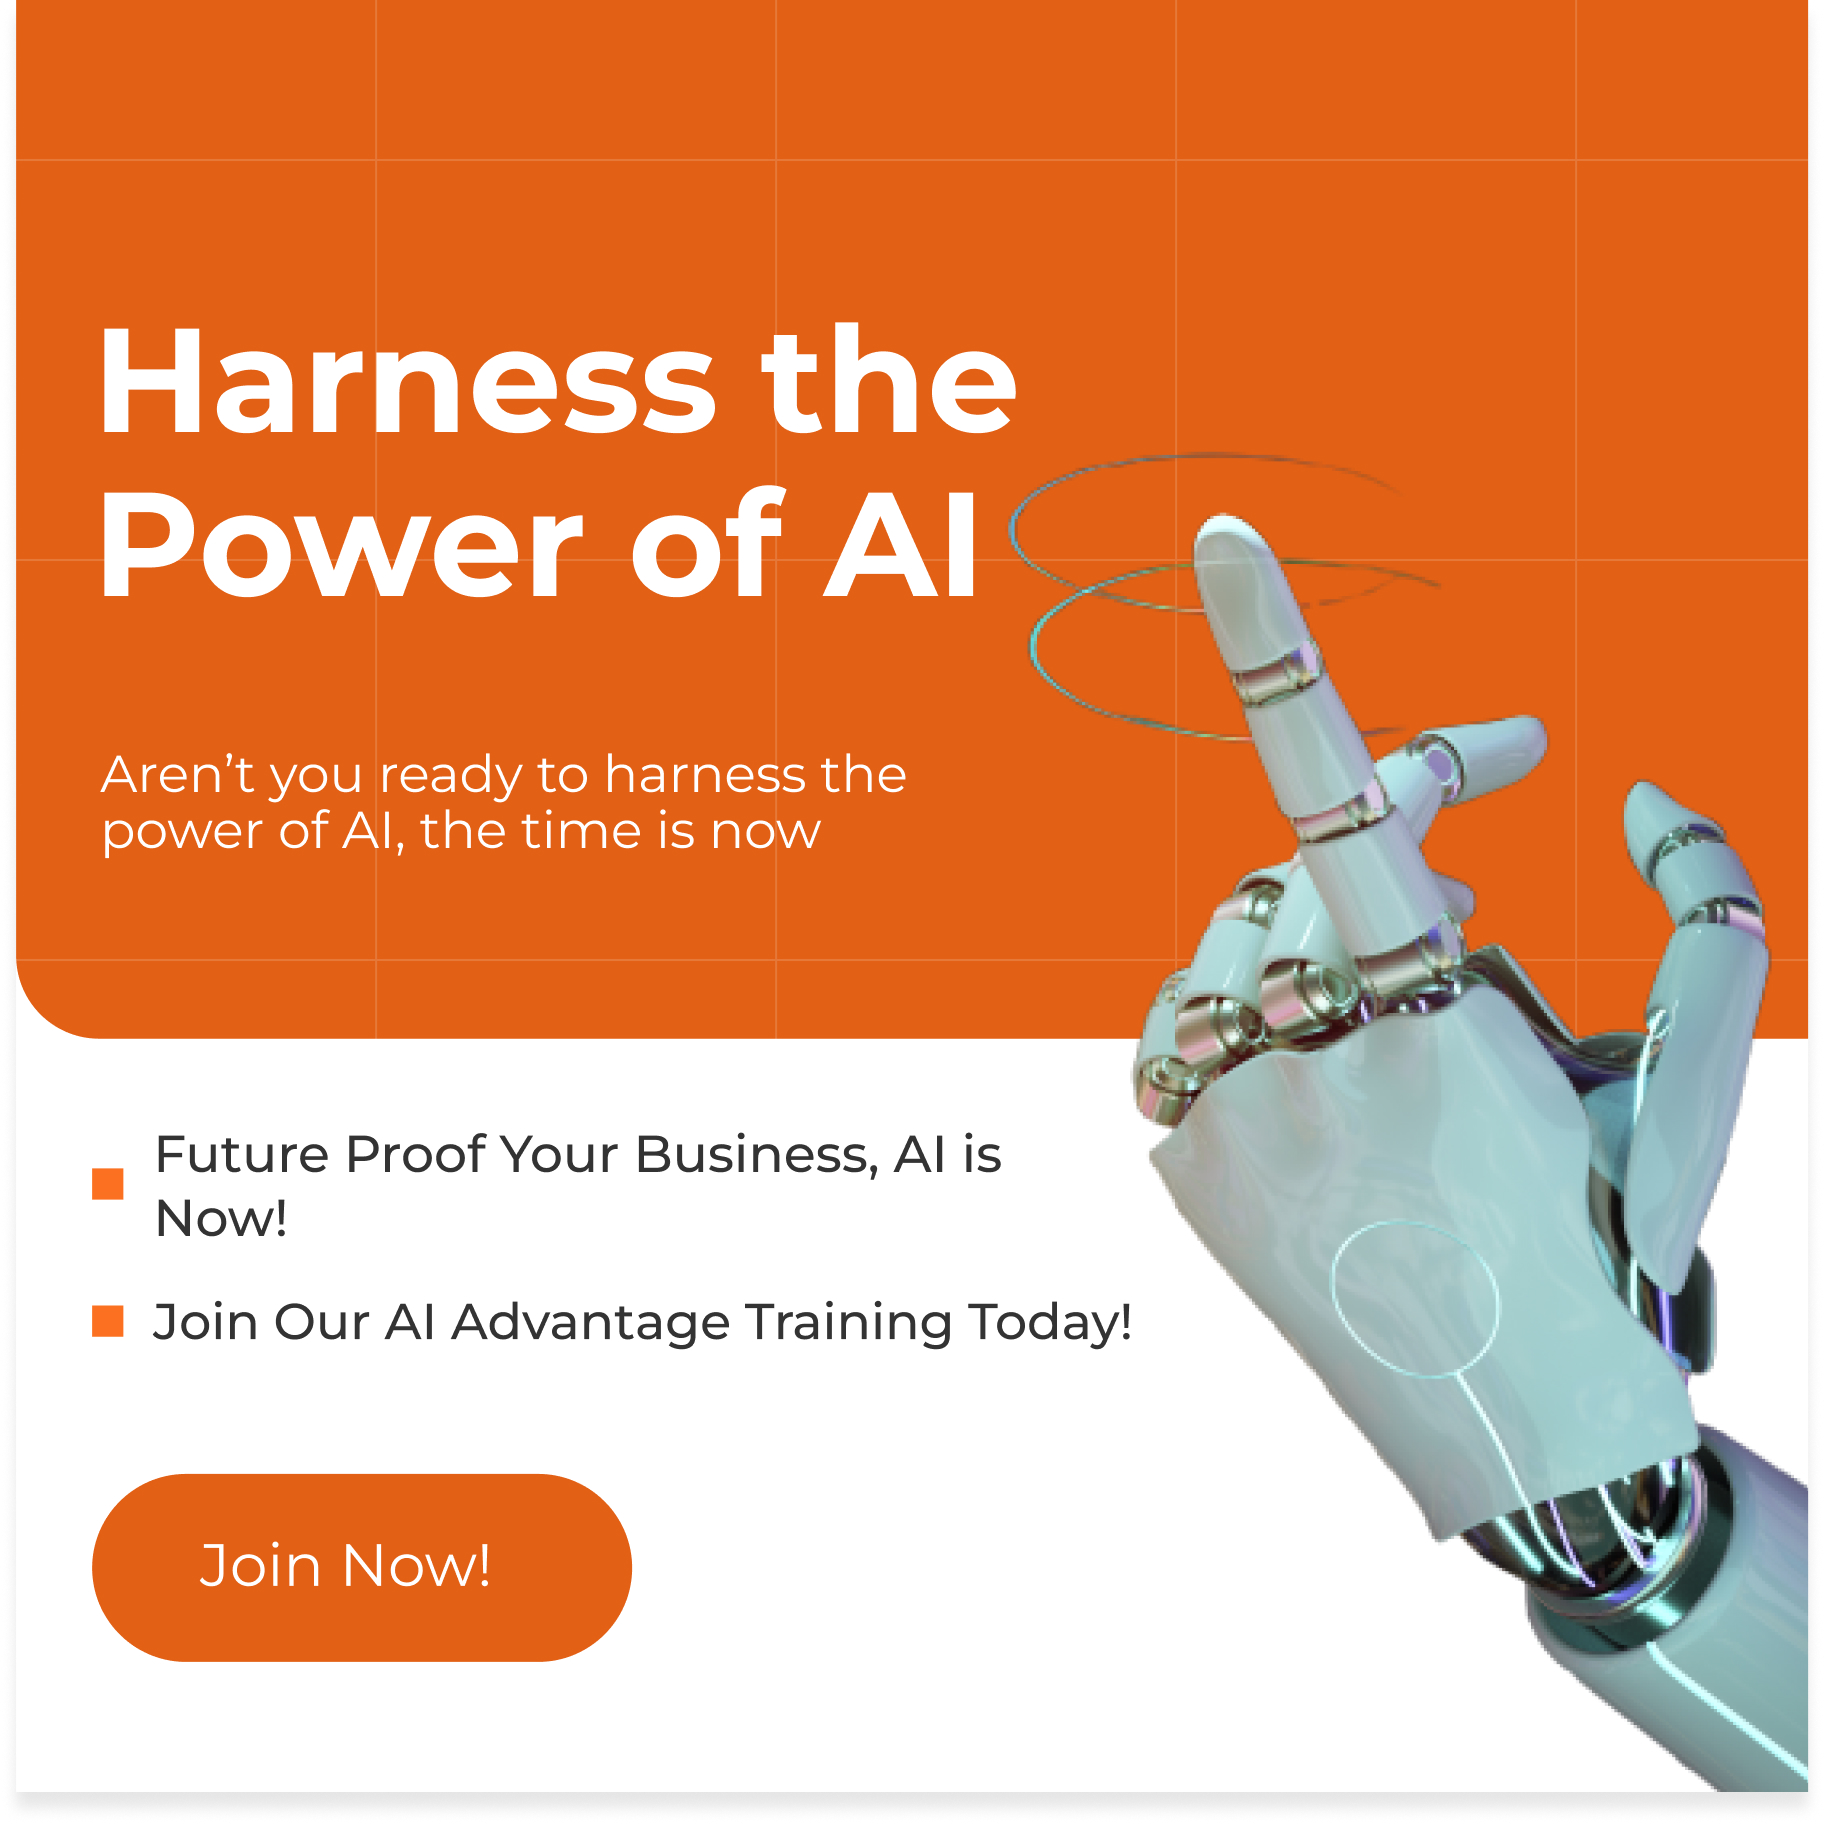 Harness the
Power of AI
Aren’t you ready to harness the
power of AI, the time is now
Future Proof Your Business, AI is
Now!
Join Our AI Advantage Training Today!
Join Now!